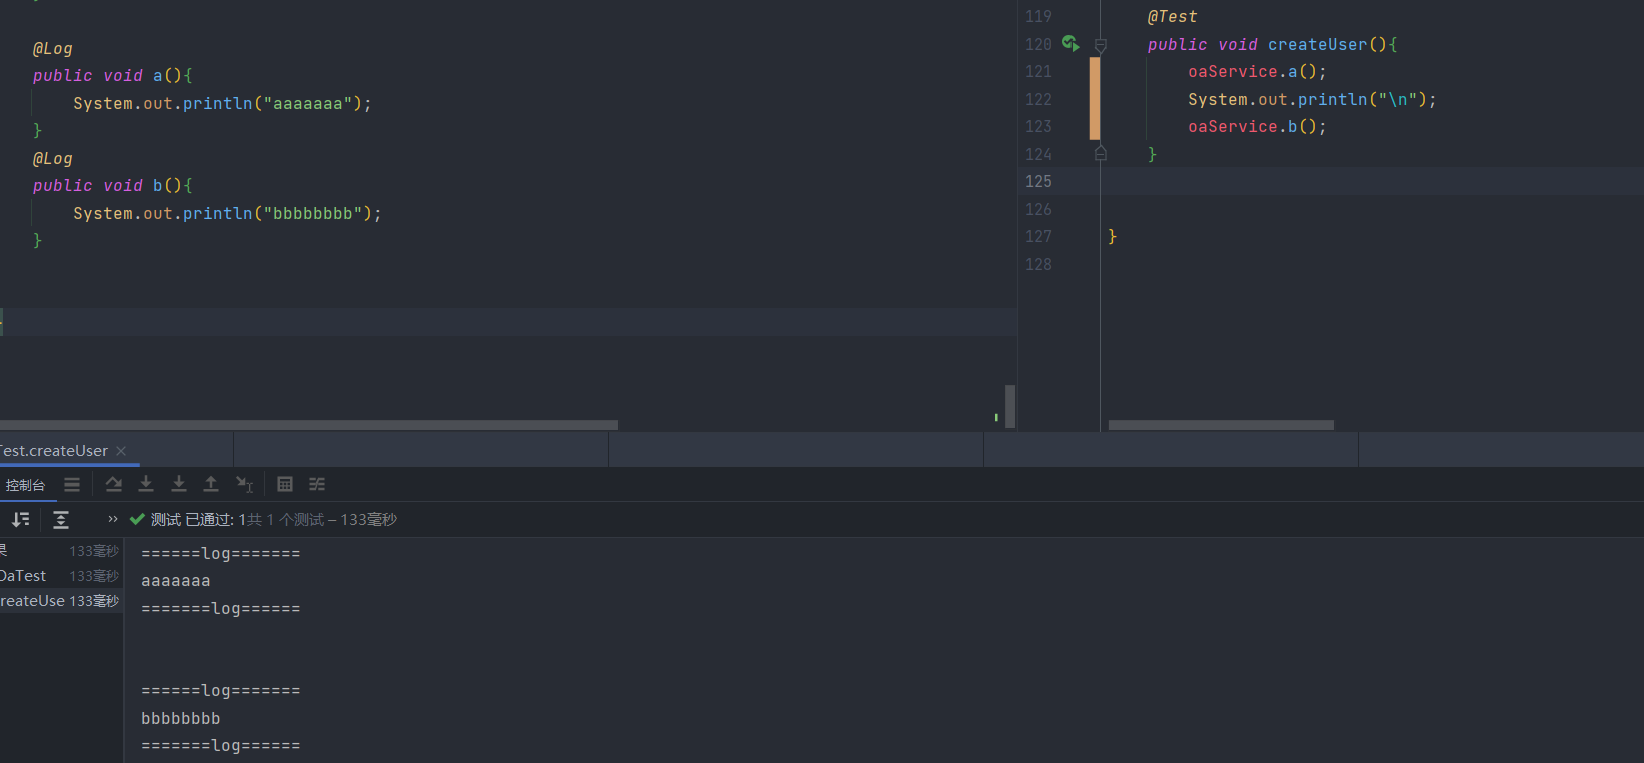 @Log
public void a(){
System.out.println("aaaaaaa");
}
@Log
public void b(){
System.out.println("bbbbbbbb");
}
119 @Test
120 public void createUser(){
121 oaService.a();
122 System.out.println("\n");
123 oaService.b();
124 }
125
126
127 }
128
Test.createUser ×
控制台
» 测试 已通过: 1共 1 个测试 – 133毫秒
果 133毫秒
OaTest 133毫秒
reateUse 133毫秒
======log=======
aaaaaaa
=======log======
======log=======
bbbbbbbb
=======log======